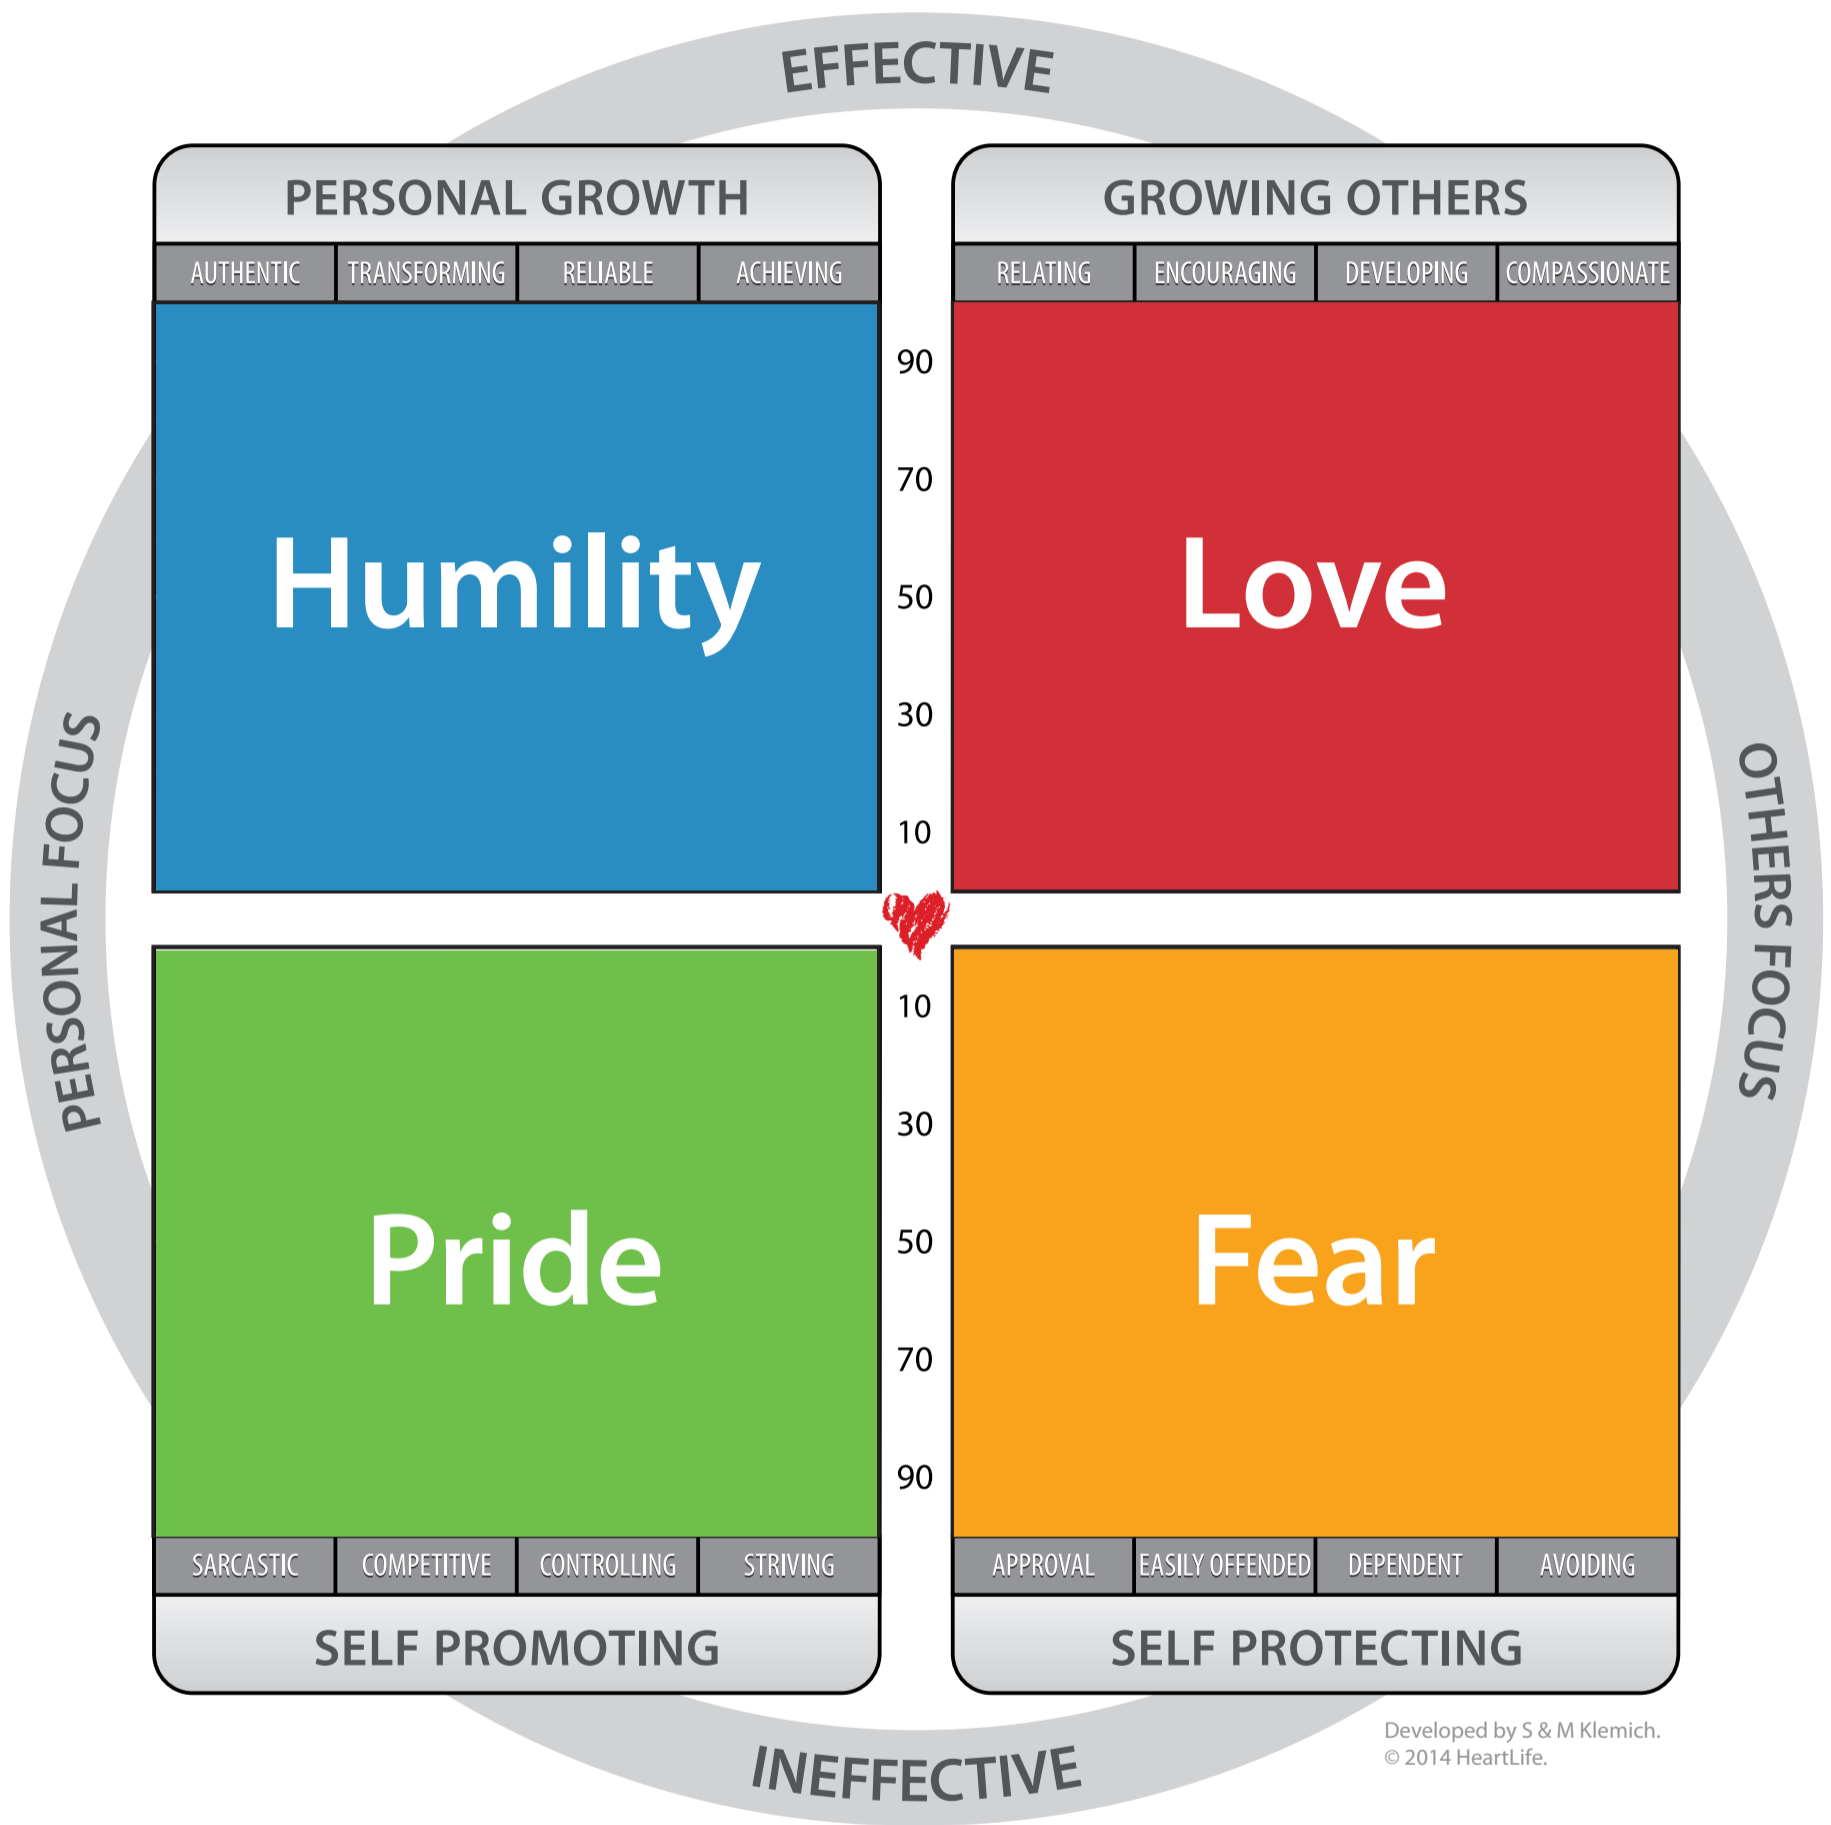 EFFECTIVE
PERSONAL GROWTH
GROWING OTHERS
AUTHENTIC TRANSFORMING RELIABLE ACHIEVING
RELATING ENCOURAGING DEVELOPING COMPASSIONATE
90
70
Humility
Love
50
30
10
PERSONAL FOCUS
OTHERS FOCUS
10
30
Pride
Fear
50
70
90
SARCASTIC COMPETITIVE CONTROLLING STRIVING
APPROVAL EASILY OFFENDED DEPENDENT AVOIDING
SELF PROMOTING
SELF PROTECTING
INEFFECTIVE
Developed by S & M Klemich.
© 2014 HeartLife.